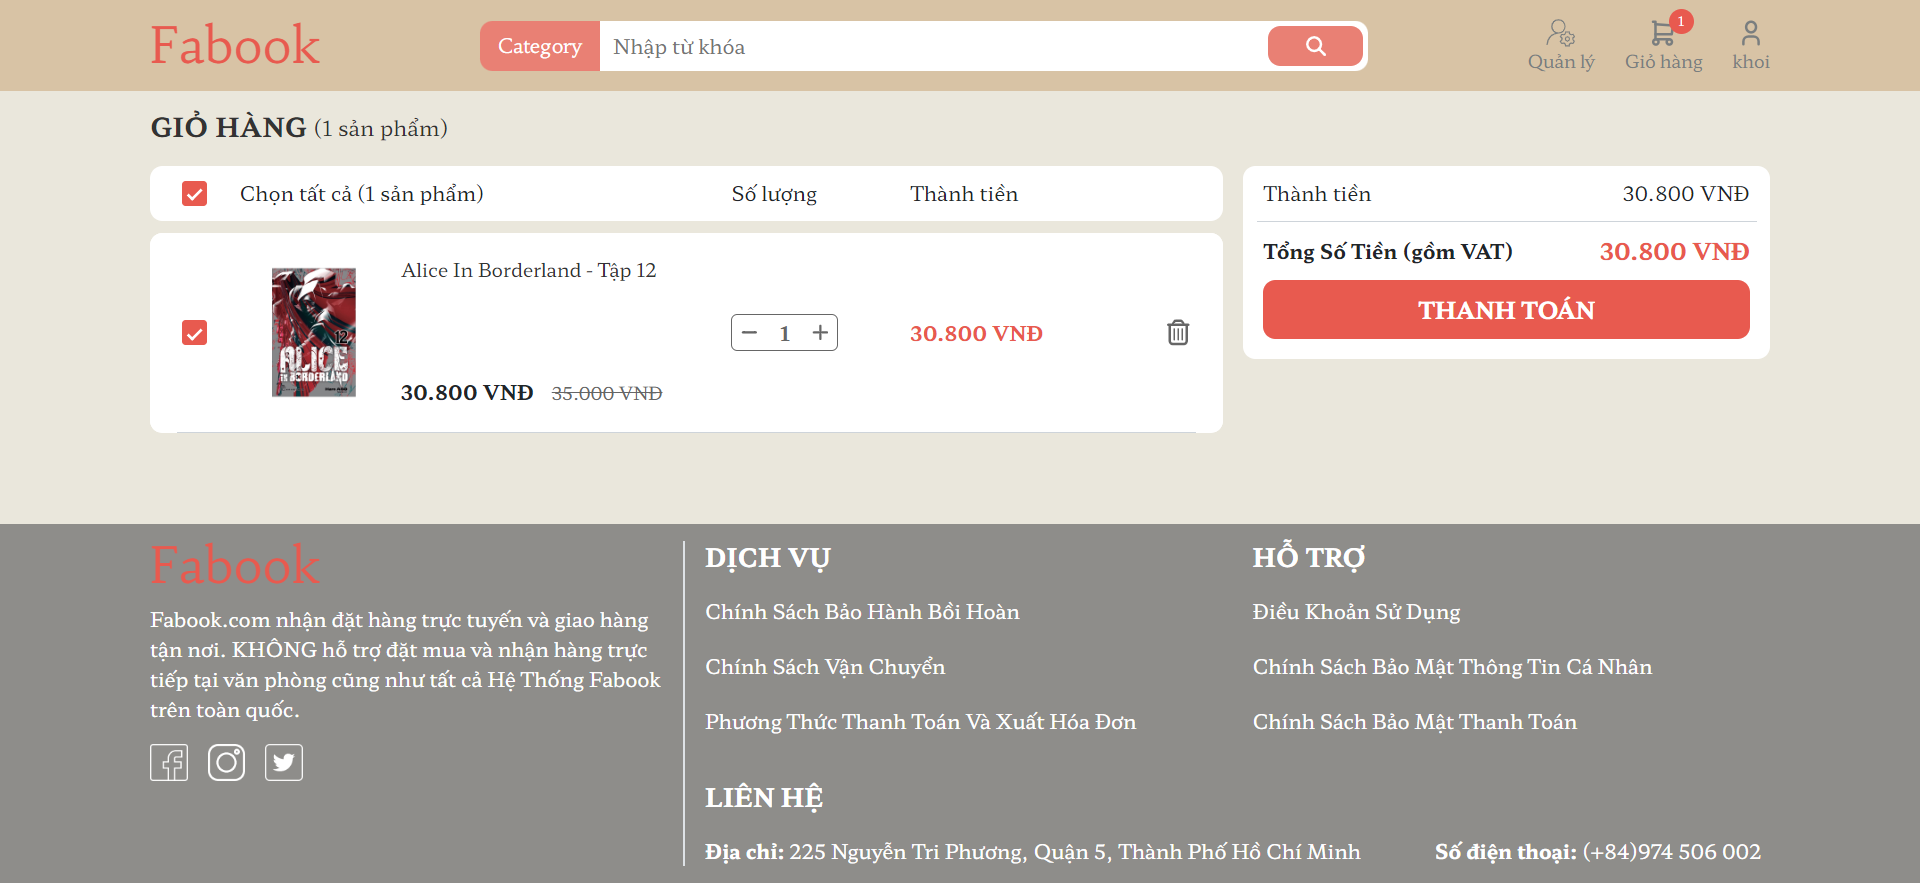 Fabook
Category
Nhập từ khóa
Quản lý
1
Giỏ hàng
khoi
GIỎ HÀNG (1 sản phẩm)
Chọn tất cả (1 sản phẩm)
Số lượng
Thành tiền
Alice In Borderland - Tập 12
12
ALICE
IN BORDERLAND
1
30.800 VNĐ
30.800 VNĐ 35.000 VNĐ
Thành tiền
30.800 VNĐ
Tổng Số Tiền (gồm VAT)
30.800 VNĐ
THANH TOÁN
Fabook
Fabook.com nhận đặt hàng trực tuyến và giao hàng
tận nơi. KHÔNG hỗ trợ đặt mua và nhận hàng trực
tiếp tại văn phòng cũng như tất cả Hệ Thống Fabook
trên toàn quốc.
DỊCH VỤ
Chính Sách Bảo Hành Bồi Hoàn
Chính Sách Vận Chuyển
Phương Thức Thanh Toán Và Xuất Hóa Đơn
HỖ TRỢ
Điều Khoản Sử Dụng
Chính Sách Bảo Mật Thông Tin Cá Nhân
Chính Sách Bảo Mật Thanh Toán
LIÊN HỆ
Địa chỉ: 225 Nguyễn Tri Phương, Quận 5, Thành Phố Hồ Chí Minh
Số điện thoại: (+84)974 506 002